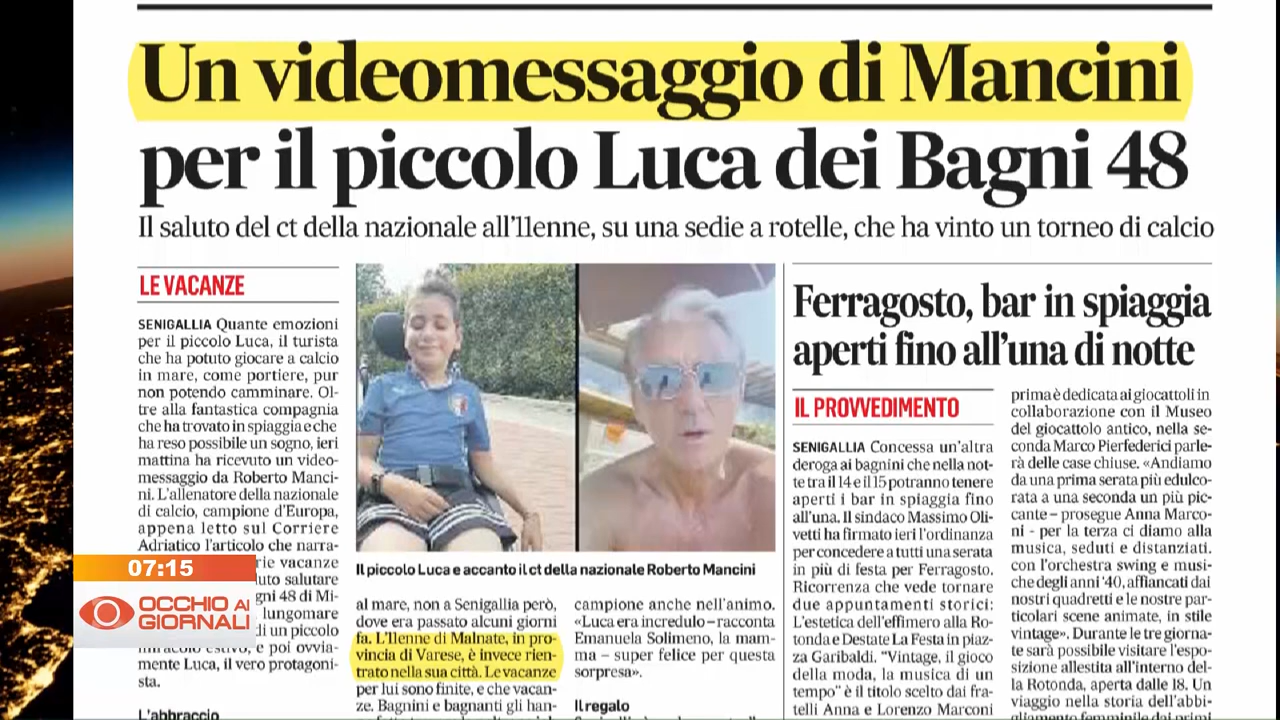 Un videomessaggio di Mancini
per il piccolo Luca dei Bagni 48
Il saluto del ct della nazionale all'11enne, su una sedie a rotelle, che ha vinto un torneo di calcio
LE VACANZE
SENIGALLIA Quante emozioni
per il piccolo Luca, il turista
che ha potuto giocare a calcio
in mare, come portiere, pur
non potendo camminare. Ol-
tre alla fantastica compagnia
che ha trovato in spiaggia e che
ha reso possibile un sogno, ieri
mattina ha ricevuto un video-
messaggio da Roberto Manci-
ni. L'allenatore della nazionale
di calcio, campione d'Europa,
appena letto sul Corriere
Adriatico l'articolo che narra-
rie vacanze
uto salutare
gni 48 di Mi-
lungomare
di un piccolo
miracolo estivo, e poi ovvia-
mente Luca, il vero protagoni-
sta.
L'abbraccio
07:15
OCCHIO AI
GIORNALI
Il piccolo Luca e accanto il ct della nazionale Roberto Mancini
al mare, non a Senigallia però,
dove era passato alcuni giorni
fa. L'11enne di Malnate, in pro-
vincia di Varese, è invece rien-
trato nella sua città. Le vacanze
per lui sono finite, e che vacan-
ze. Bagnini e bagnanti gli han-
campione anche nell'animo.
«Luca era incredulo – racconta
Emanuela Solimeno, la mam-
ma – super felice per questa
sorpresa».
Il regalo
Ferragosto, bar in spiaggia
aperti fino all'una di notte
IL PROVVEDIMENTO
SENIGALLIA Concessa un'altra
deroga ai bagnini che nella not-
te tra il 14 e il 15 potranno tenere
aperti i bar in spiaggia fino
all'una. Il sindaco Massimo Oli-
vetti ha firmato ieri l'ordinanza
per concedere a tutti una serata
in più di festa per Ferragosto.
Ricorrenza che vede tornare
due appuntamenti storici:
L'estetica dell'effimero alla Ro-
tonda e Destate La Festa in piaz-
za Garibaldi. "Vintage, il gioco
della moda, la musica di un
tempo" è il titolo scelto dai fra-
telli Anna e Lorenzo Marconi
prima è dedicata ai giocattoli in
collaborazione con il Museo
del giocattolo antico, nella se-
conda Marco Pierfederici parle-
rà delle case chiuse. «Andiamo
da una prima serata più edulco-
rata a una seconda un più pic-
cante – prosegue Anna Marco-
ni - per la terza ci diamo alla
musica, seduti e distanziati.
con l'orchestra swing e musi-
che degli anni '40, affiancati dai
nostri quadretti e le nostre par-
ticolari scene animate, in stile
vintage». Durante le tre giorna-
te sarà possibile visitare l'espo-
sizione allestita all'interno del-
la Rotonda, aperta dalle 18. Un
viaggio nella storia dell'abbi-